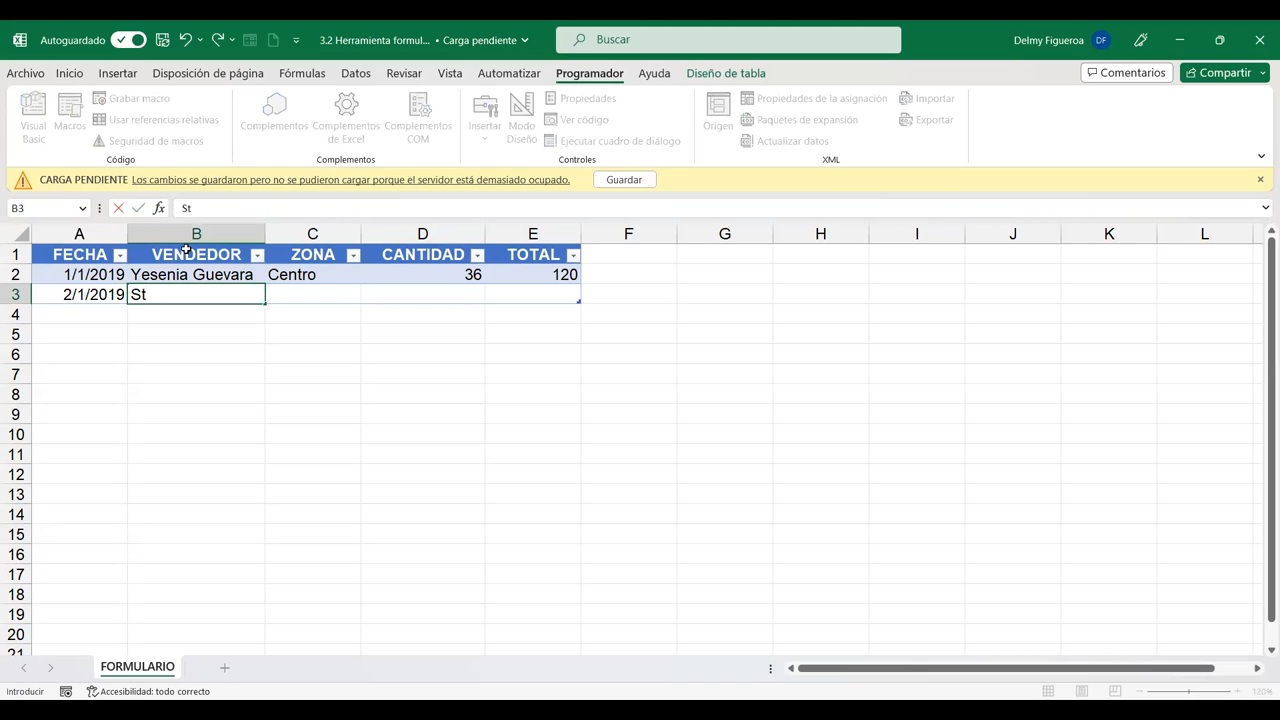 Autoguardado 3.2 Herramienta formul... • Carga pendiente Buscar Delmy Figueroa DF
Archivo Inicio Insertar Disposición de página Fórmulas Datos Revisar Vista Automatizar Programador Ayuda Diseño de tabla Comentarios Compartir
Visual Basic
Macros
Grabar macro
Usar referencias relativas
Seguridad de macros
Código
Complementos
Complementos de Excel
Complementos COM
Complementos
Insertar
Modo Diseño
Propiedades
Ver código
Ejecutar cuadro de diálogo
Controles
Origen
Propiedades de la asignación
Paquetes de expansión
Actualizar datos
Importar
Exportar
XML
CARGA PENDIENTE Los cambios se guardaron pero no se pudieron cargar porque el servidor está demasiado ocupado. Guardar
B3 fx St
A B C D E F G H I J K L
1 FECHA VENDEDOR ZONA CANTIDAD TOTAL
2 1/1/2019 Yesenia Guevara Centro 36 120
3 2/1/2019 St
4
5
6
7
8
9
10
11
12
13
14
15
16
17
18
19
20
21
FORMULARIO
Introducir Accesibilidad: todo correcto 120%